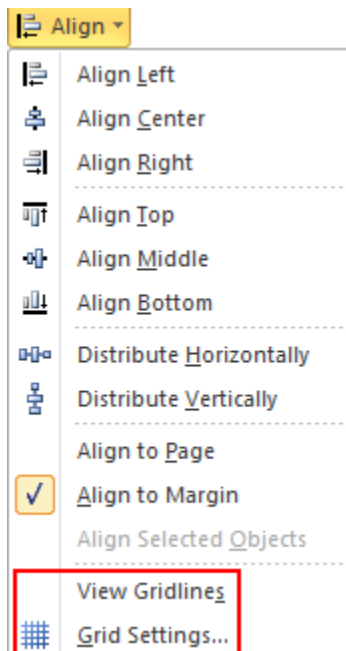 Align
Align Left
Align Center
Align Right
Align Top
Align Middle
Align Bottom
Distribute Horizontally
Distribute Vertically
Align to Page
Align to Margin
Align Selected Objects
View Gridlines
Grid Settings...